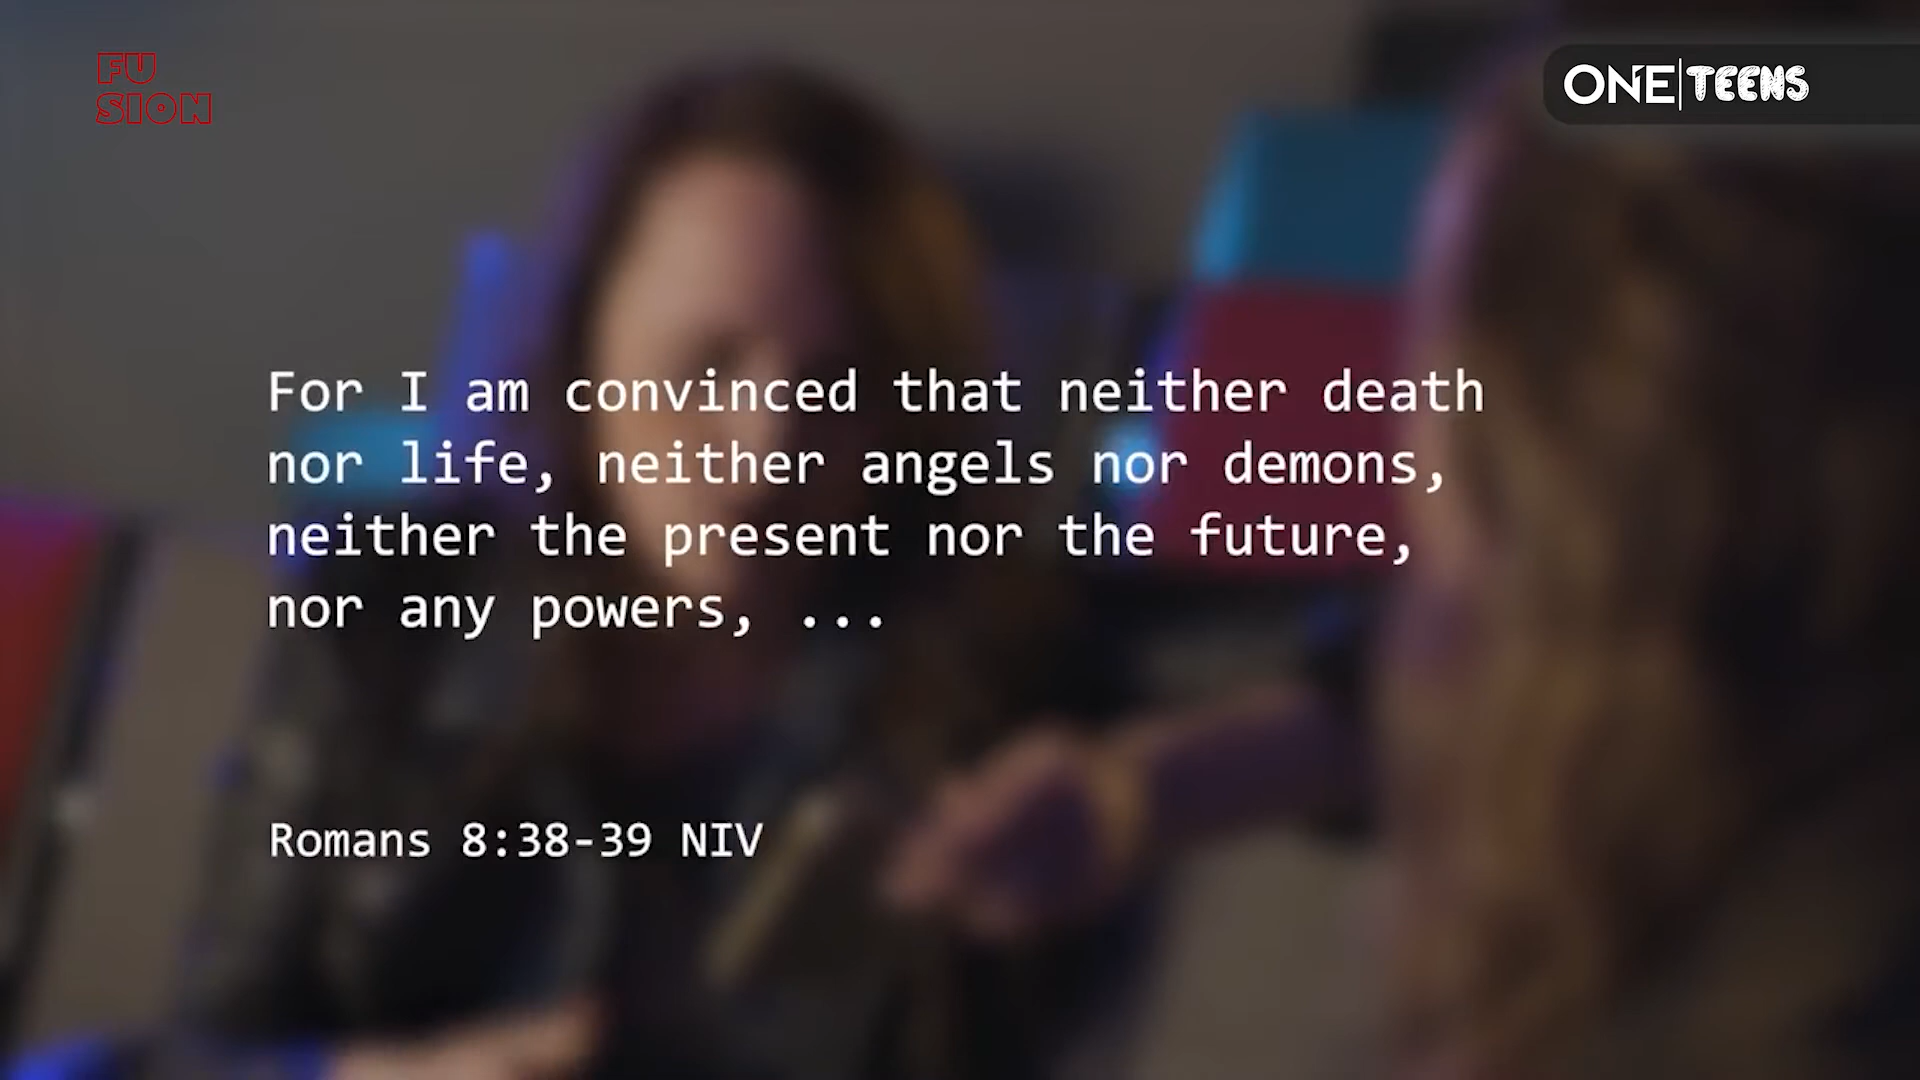 FU
SION
ONE|TEENS
For I am convinced that neither death
nor life, neither angels nor demons,
neither the present nor the future,
nor any powers, ...
Romans 8:38-39 NIV